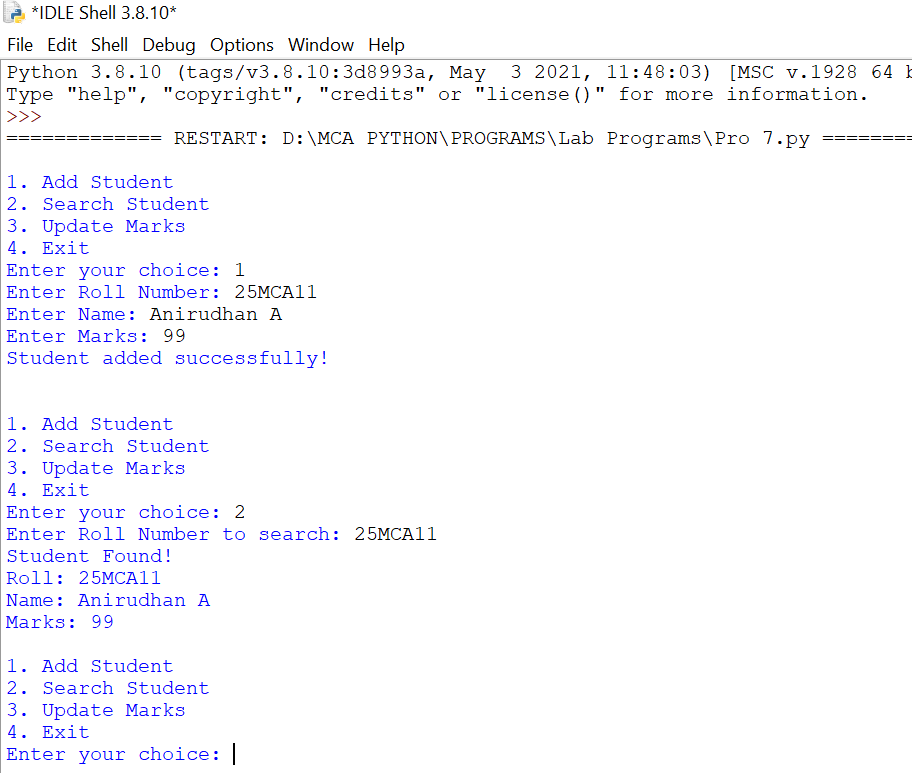 *IDLE Shell 3.8.10*
File Edit Shell Debug Options Window Help
Python 3.8.10 (tags/v3.8.10:3d8993a, May  3 2021, 11:48:03) [MSC v.1928 64 b
Type "help", "copyright", "credits" or "license()" for more information.
>>>
============= RESTART: D:\MCA PYTHON\PROGRAMS\Lab Programs\Pro 7.py ========
1. Add Student
2. Search Student
3. Update Marks
4. Exit
Enter your choice: 1
Enter Roll Number: 25MCA11
Enter Name: Anirudhan A
Enter Marks: 99
Student added successfully!
1. Add Student
2. Search Student
3. Update Marks
4. Exit
Enter your choice: 2
Enter Roll Number to search: 25MCA11
Student Found!
Roll: 25MCA11
Name: Anirudhan A
Marks: 99
1. Add Student
2. Search Student
3. Update Marks
4. Exit
Enter your choice: